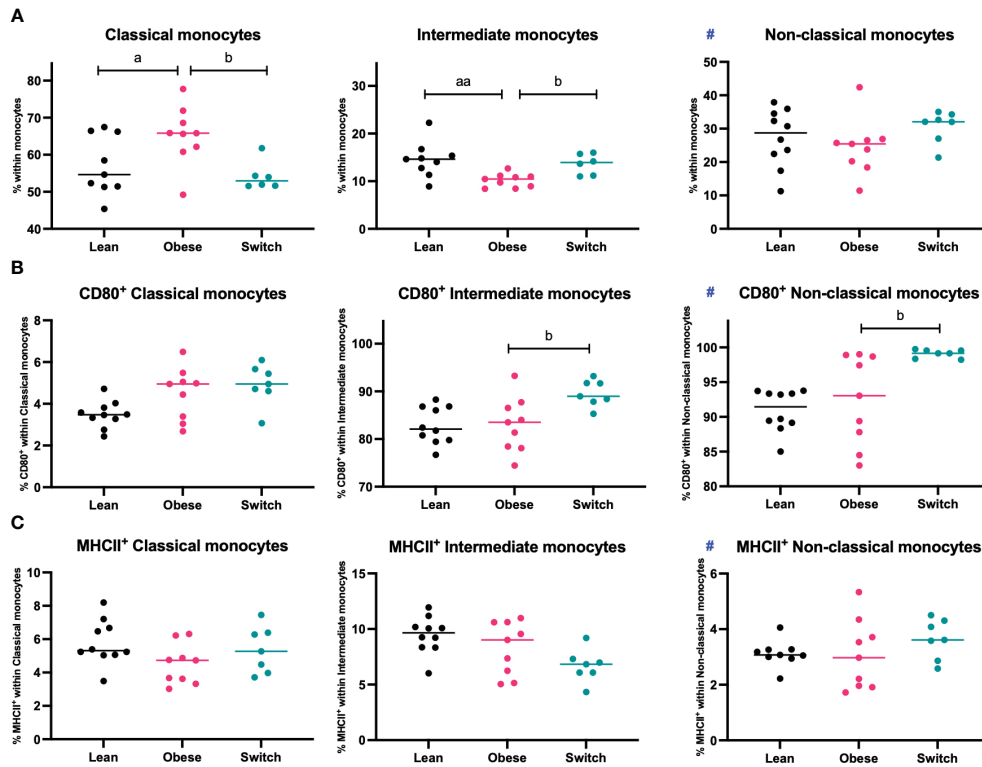 A
Classical monocytes
Intermediate monocytes
# Non-classical monocytes
a b
aa b
% within monocytes
80
70
60
50
40
Lean Obese Switch
% within monocytes
30
20
10
0
Lean Obese Switch
% within monocytes
50
40
30
20
10
0
Lean Obese Switch
B
CD80⁺ Classical monocytes
CD80⁺ Intermediate monocytes
# CD80⁺ Non-classical monocytes
b
b
% CD80⁺ within Classical monocytes
8
6
4
2
0
Lean Obese Switch
% CD80⁺ within Intermediate monocytes
100
90
80
70
Lean Obese Switch
% CD80⁺ within Non-classical monocytes
100
95
90
85
80
Lean Obese Switch
C
MHCII⁺ Classical monocytes
MHCII⁺ Intermediate monocytes
# MHCII⁺ Non-classical monocytes
% MHCII⁺ within Classical monocytes
10
8
6
4
2
0
Lean Obese Switch
% MHCII⁺ within Intermediate monocytes
15
10
5
0
Lean Obese Switch
% MHCII⁺ within Non-classical monocytes
6
4
2
0
Lean Obese Switch